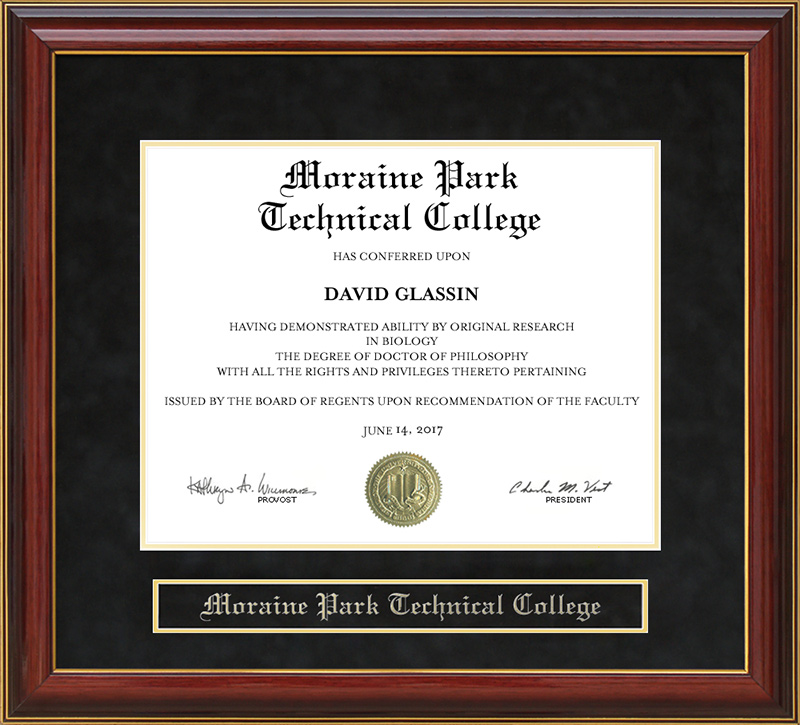 Moraine Park
Technical College
HAS CONFERRED UPON
DAVID GLASSIN
HAVING DEMONSTRATED ABILITY BY ORIGINAL RESEARCH
IN BIOLOGY
THE DEGREE OF DOCTOR OF PHILOSOPHY
WITH ALL THE RIGHTS AND PRIVILEGES THERETO PERTAINING
ISSUED BY THE BOARD OF REGENTS UPON RECOMMENDATION OF THE FACULTY
JUNE 14, 2017
PROVOST
Charles M. Vest
PRESIDENT
Moraine Park Technical College